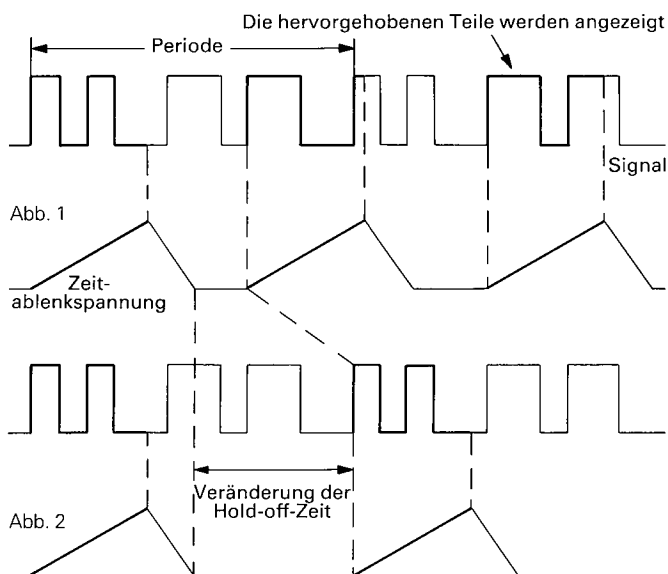 Die hervorgehobenen Teile werden angezeigt
Periode
Signal
Abb. 1
Zeit-
ablenkspannung
Veränderung der
Hold-off-Zeit
Abb. 2